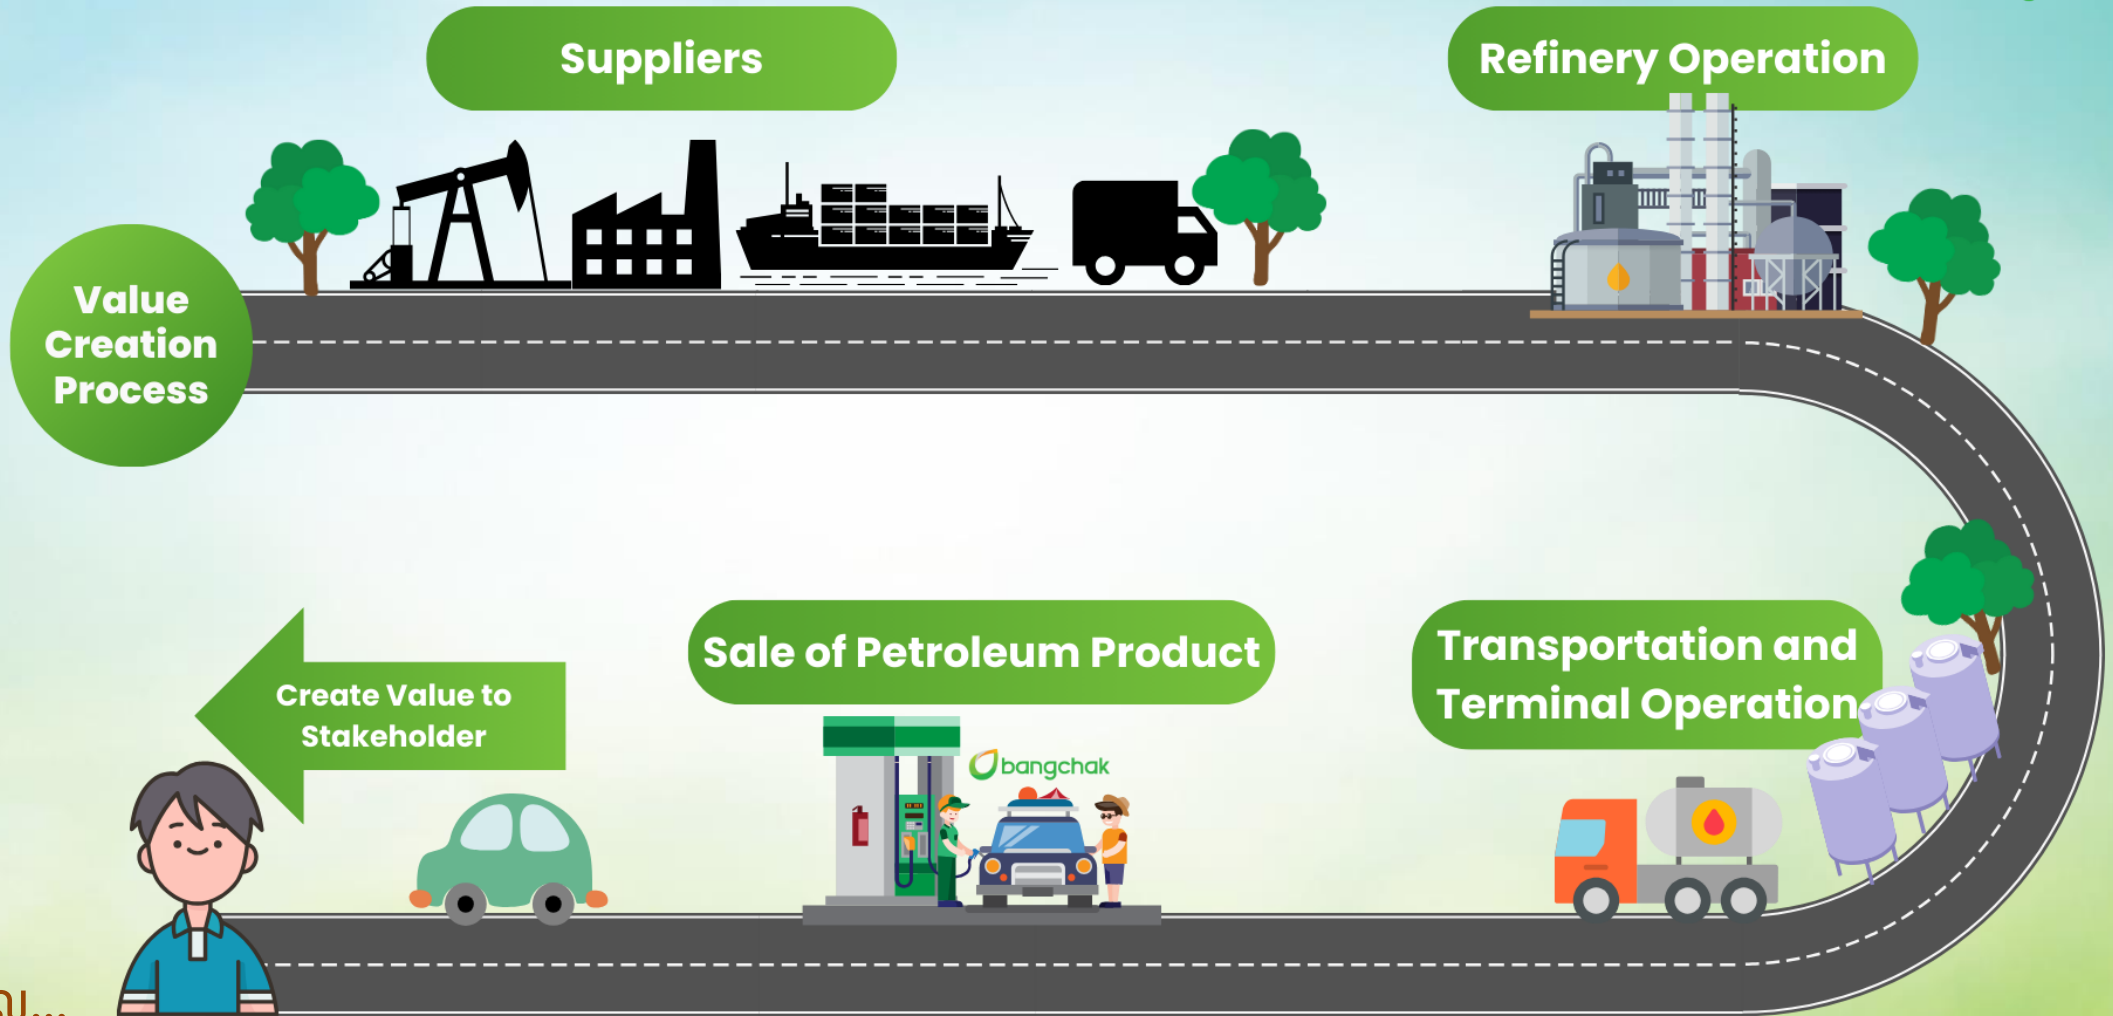 Suppliers
Refinery Operation
Value
Creation
Process
Sale of Petroleum Product
Transportation and
Terminal Operation
Create Value to
Stakeholder
bangchak